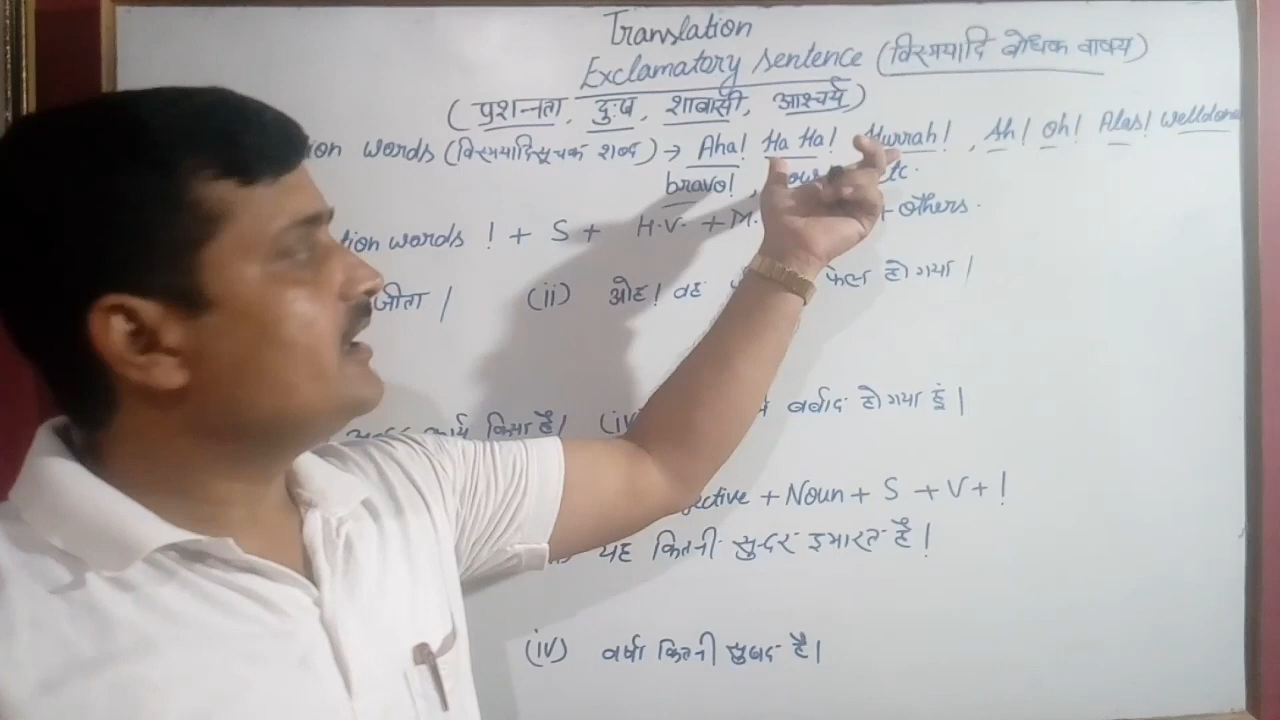 Translation
Exclamatory sentence (विस्मयादि बोधक वाक्य)
(प्रशन्नता, दुःख, शाबासी, आश्चर्य)
ion words (विस्मयादिसूचक शब्द) → Aha! Ha Ha! Hurrah! , Ah! Oh! Alas! welldone
bravo! , etc.
tion words ! + S + H.V. + M. + Others.
जीता | (ii) ओह! वह फेल हो गया |
कार्य किया है| (iv) बर्बाद हो गया हूं |
ective + Noun + S + V + !
यह कितनी सुन्दर इमारत है!
(iv) वर्षा कितनी सुखद है|